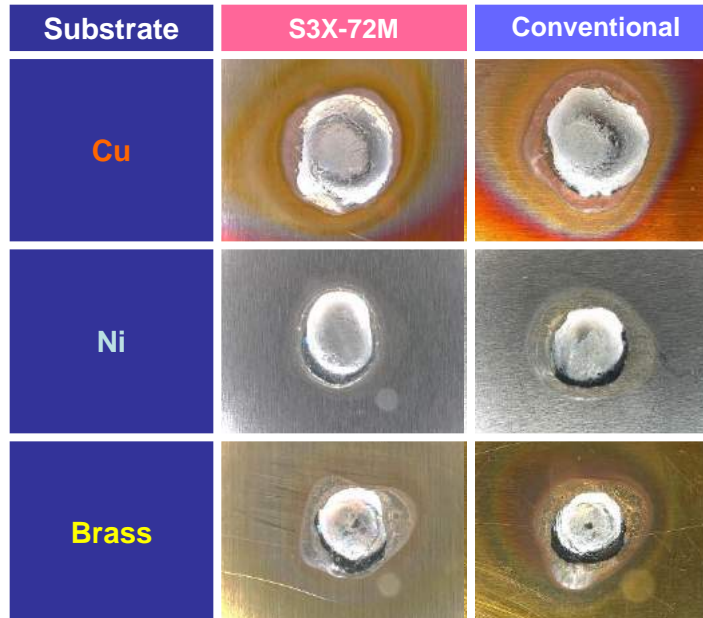 Substrate
S3X-72M
Conventional
Cu
Ni
Brass